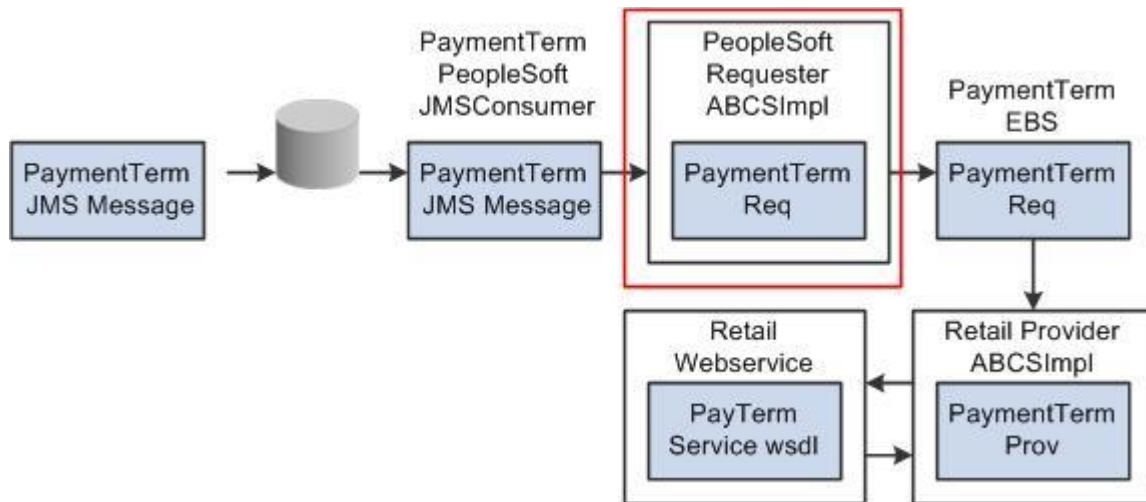 PaymentTerm
JMS Message
PaymentTerm
PeopleSoft
JMSConsumer
PaymentTerm
JMS Message
PeopleSoft
Requester
ABCSImpl
PaymentTerm
Req
PaymentTerm
EBS
PaymentTerm
Req
Retail
Webservice
PayTerm
Service wsdl
Retail Provider
ABCSImpl
PaymentTerm
Prov